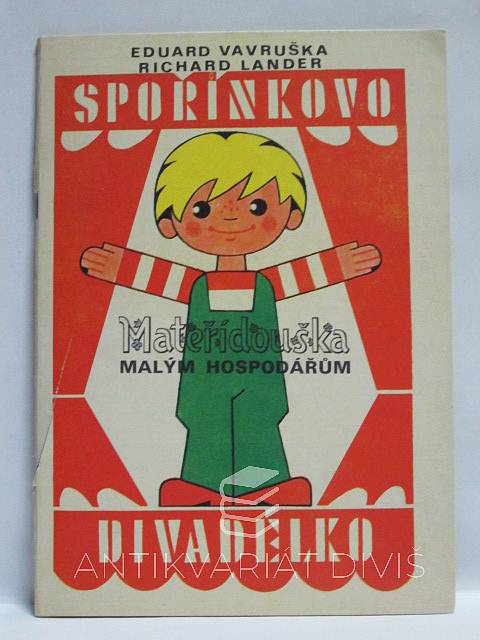 EDUARD VAVRUŠKA
RICHARD LANDER
SPOŘÍNKOVO
Mateřídouška
MALÝM HOSPODÁŘŮM
DIVADÉLKO
ANTIKVARIÁT DIVIŠ